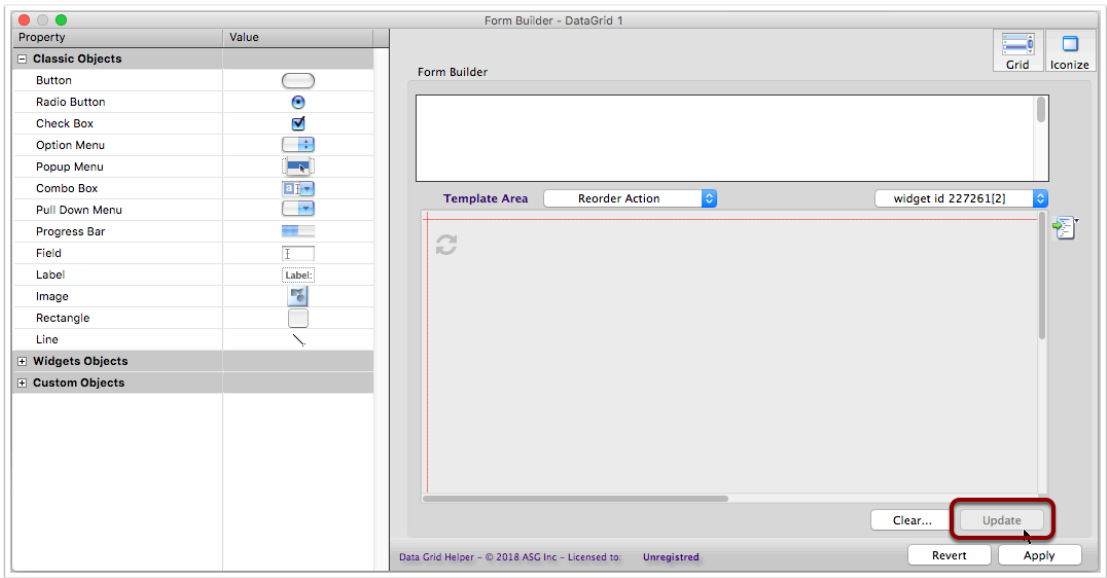 Form Builder - DataGrid 1
Property Value
Classic Objects
Button
Radio Button
Check Box
Option Menu
Popup Menu
Combo Box
Pull Down Menu
Progress Bar
Field
Label Label:
Image
Rectangle
Line
Widgets Objects
Custom Objects
Grid Iconize
Form Builder
Template Area Reorder Action widget id 227261[2]
Clear... Update
Data Grid Helper - © 2018 ASG Inc - Licensed to: Unregistred Revert Apply